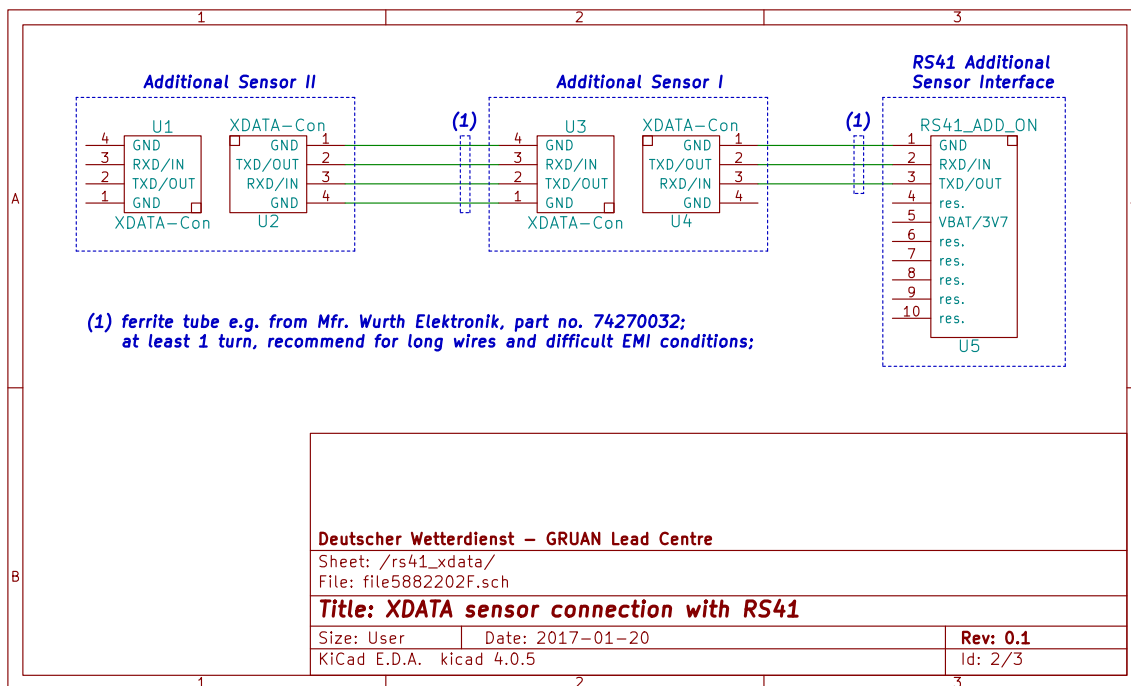 1 2 3
RS41 Additional
Additional Sensor II Additional Sensor I Sensor Interface
(1) (1)
U1 XDATA-Con U3 XDATA-Con RS41_ADD_ON
4 GND GND 1 4 GND GND 1 1 GND
3 RXD/IN TXD/OUT 2 3 RXD/IN TXD/OUT 2 2 RXD/IN
2 TXD/OUT RXD/IN 3 2 TXD/OUT RXD/IN 3 3 TXD/OUT
A 1 GND GND 4 1 GND GND 4 4 res.
XDATA-Con U2 XDATA-Con U4 5 VBAT/3V7
6 res.
7 res.
8 res.
9 res.
10 res.
U5
(1) ferrite tube e.g. from Mfr. Wurth Elektronik, part no. 74270032;
at least 1 turn, recommend for long wires and difficult EMI conditions;
Deutscher Wetterdienst – GRUAN Lead Centre
Sheet: /rs41_xdata/
B
File: file5882202F.sch
Title: XDATA sensor connection with RS41
Size: User Date: 2017-01-20 Rev: 0.1
KiCad E.D.A. kicad 4.0.5 Id: 2/3
1 2 3